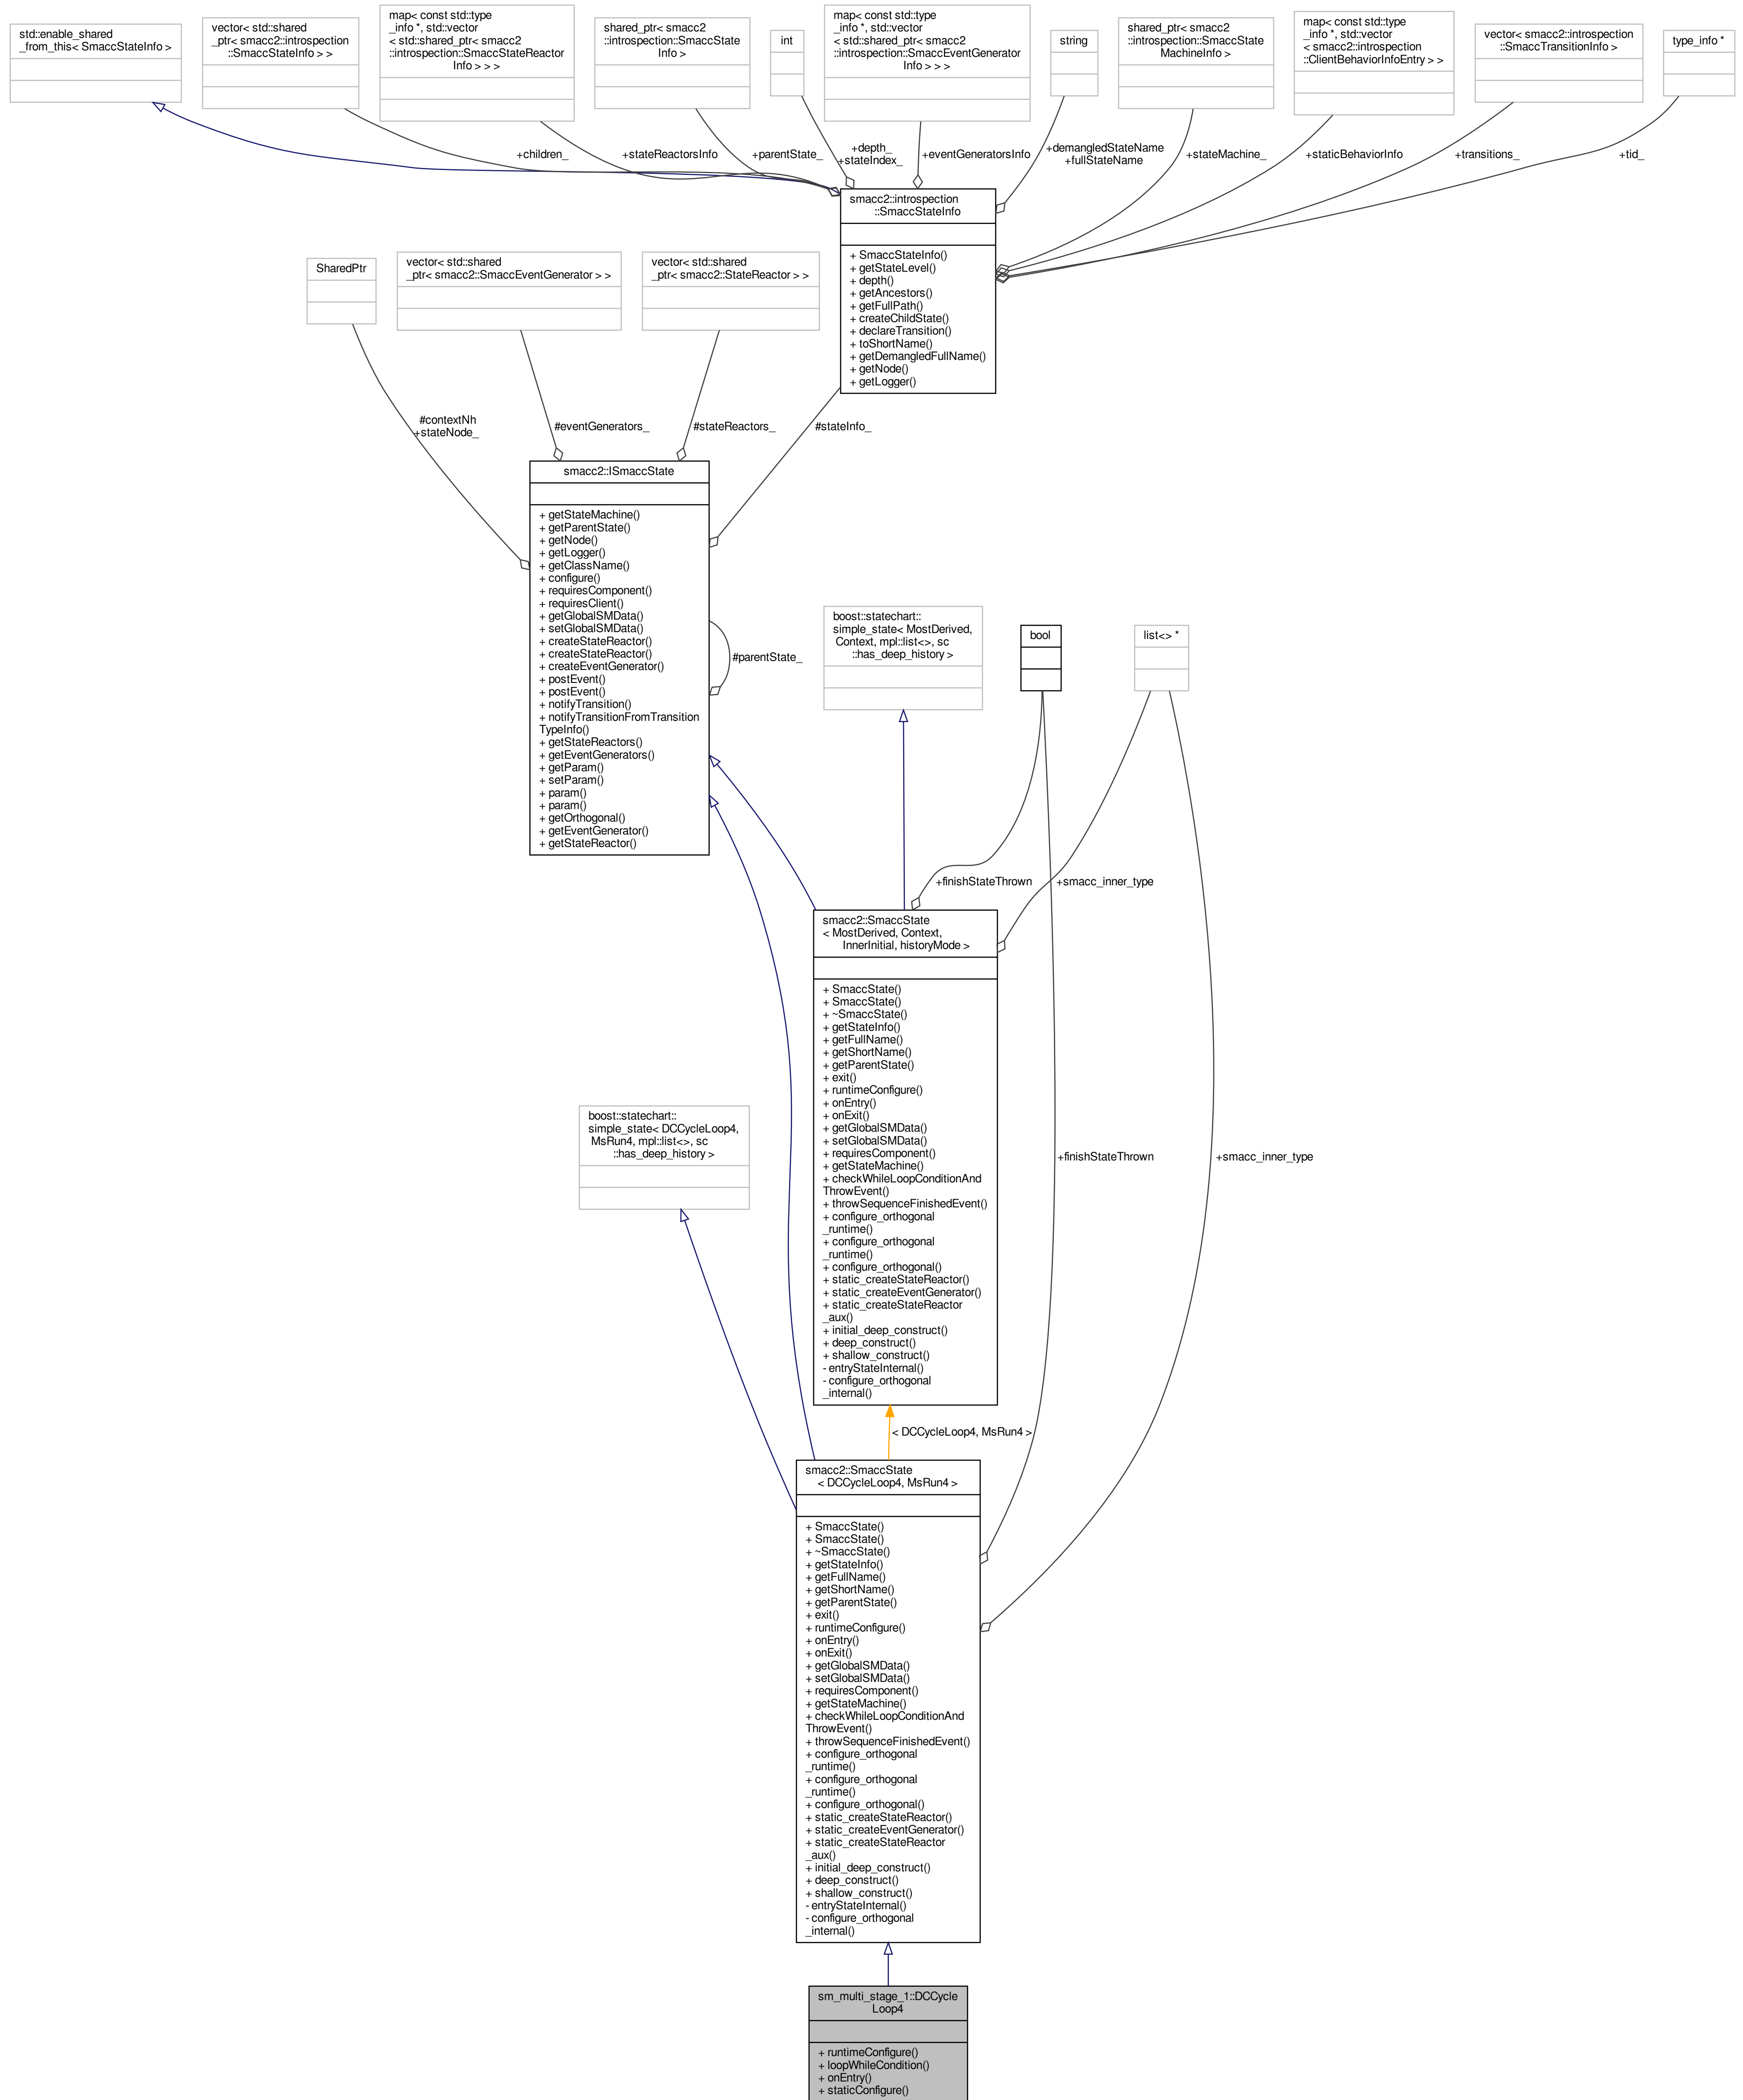 std::enable_shared
_from_this< SmaccStateInfo >
vector< std::shared
_ptr< smacc2::introspection
::SmaccStateInfo > >
map< const std::type
_info *, std::vector
< std::shared_ptr< smacc2
::introspection::SmaccStateReactor
Info > > >
shared_ptr< smacc2
::introspection::SmaccState
Info >
int
map< const std::type
_info *, std::vector
< std::shared_ptr< smacc2
::introspection::SmaccEventGenerator
Info > > >
string
shared_ptr< smacc2
::introspection::SmaccState
MachineInfo >
map< const std::type
_info *, std::vector
< smacc2::introspection
::ClientBehaviorInfoEntry > >
vector< smacc2::introspection
::SmaccTransitionInfo >
type_info *
+children_
+stateReactorsInfo
+parentState_
+depth_
+stateIndex_
+eventGeneratorsInfo
+demangledStateName
+fullStateName
+stateMachine_
+staticBehaviorInfo
+transitions_
+tid_
smacc2::introspection
::SmaccStateInfo
+ SmaccStateInfo()
+ getStateLevel()
+ depth()
+ getAncestors()
+ getFullPath()
+ createChildState()
+ declareTransition()
+ toShortName()
+ getDemangledFullName()
+ getNode()
+ getLogger()
SharedPtr
vector< std::shared
_ptr< smacc2::SmaccEventGenerator > >
vector< std::shared
_ptr< smacc2::StateReactor > >
#contextNh
+stateNode_
#eventGenerators_
#stateReactors_
#stateInfo_
smacc2::ISmaccState
+ getStateMachine()
+ getParentState()
+ getNode()
+ getLogger()
+ getClassName()
+ configure()
+ requiresComponent()
+ requiresClient()
+ getGlobalSMData()
+ setGlobalSMData()
+ createStateReactor()
+ createStateReactor()
+ createEventGenerator()
+ postEvent()
+ postEvent()
+ notifyTransition()
+ notifyTransitionFromTransition
TypeInfo()
+ getStateReactors()
+ getEventGenerators()
+ getParam()
+ setParam()
+ param()
+ param()
+ getOrthogonal()
+ getEventGenerator()
+ getStateReactor()
#parentState_
boost::statechart::
simple_state< MostDerived,
Context, mpl::list<>, sc
::has_deep_history >
bool
list<> *
+finishStateThrown
+smacc_inner_type
smacc2::SmaccState
< MostDerived, Context,
InnerInitial, historyMode >
+ SmaccState()
+ SmaccState()
+ ~SmaccState()
+ getStateInfo()
+ getFullName()
+ getShortName()
+ getParentState()
+ exit()
+ runtimeConfigure()
+ onEntry()
+ onExit()
+ getGlobalSMData()
+ setGlobalSMData()
+ requiresComponent()
+ getStateMachine()
+ checkWhileLoopConditionAnd
ThrowEvent()
+ throwSequenceFinishedEvent()
+ configure_orthogonal
_runtime()
+ configure_orthogonal
_runtime()
+ configure_orthogonal()
+ static_createStateReactor()
+ static_createEventGenerator()
+ static_createStateReactor
_aux()
+ initial_deep_construct()
+ deep_construct()
+ shallow_construct()
- entryStateInternal()
- configure_orthogonal
_internal()
boost::statechart::
simple_state< DCCycleLoop4,
MsRun4, mpl::list<>, sc
::has_deep_history >
+finishStateThrown
+smacc_inner_type
< DCCycleLoop4, MsRun4 >
smacc2::SmaccState
< DCCycleLoop4, MsRun4 >
+ SmaccState()
+ SmaccState()
+ ~SmaccState()
+ getStateInfo()
+ getFullName()
+ getShortName()
+ getParentState()
+ exit()
+ runtimeConfigure()
+ onEntry()
+ onExit()
+ getGlobalSMData()
+ setGlobalSMData()
+ requiresComponent()
+ getStateMachine()
+ checkWhileLoopConditionAnd
ThrowEvent()
+ throwSequenceFinishedEvent()
+ configure_orthogonal
_runtime()
+ configure_orthogonal
_runtime()
+ configure_orthogonal()
+ static_createStateReactor()
+ static_createEventGenerator()
+ static_createStateReactor
_aux()
+ initial_deep_construct()
+ deep_construct()
+ shallow_construct()
- entryStateInternal()
- configure_orthogonal
_internal()
sm_multi_stage_1::DCCycle
Loop4
+ runtimeConfigure()
+ loopWhileCondition()
+ onEntry()
+ staticConfigure()